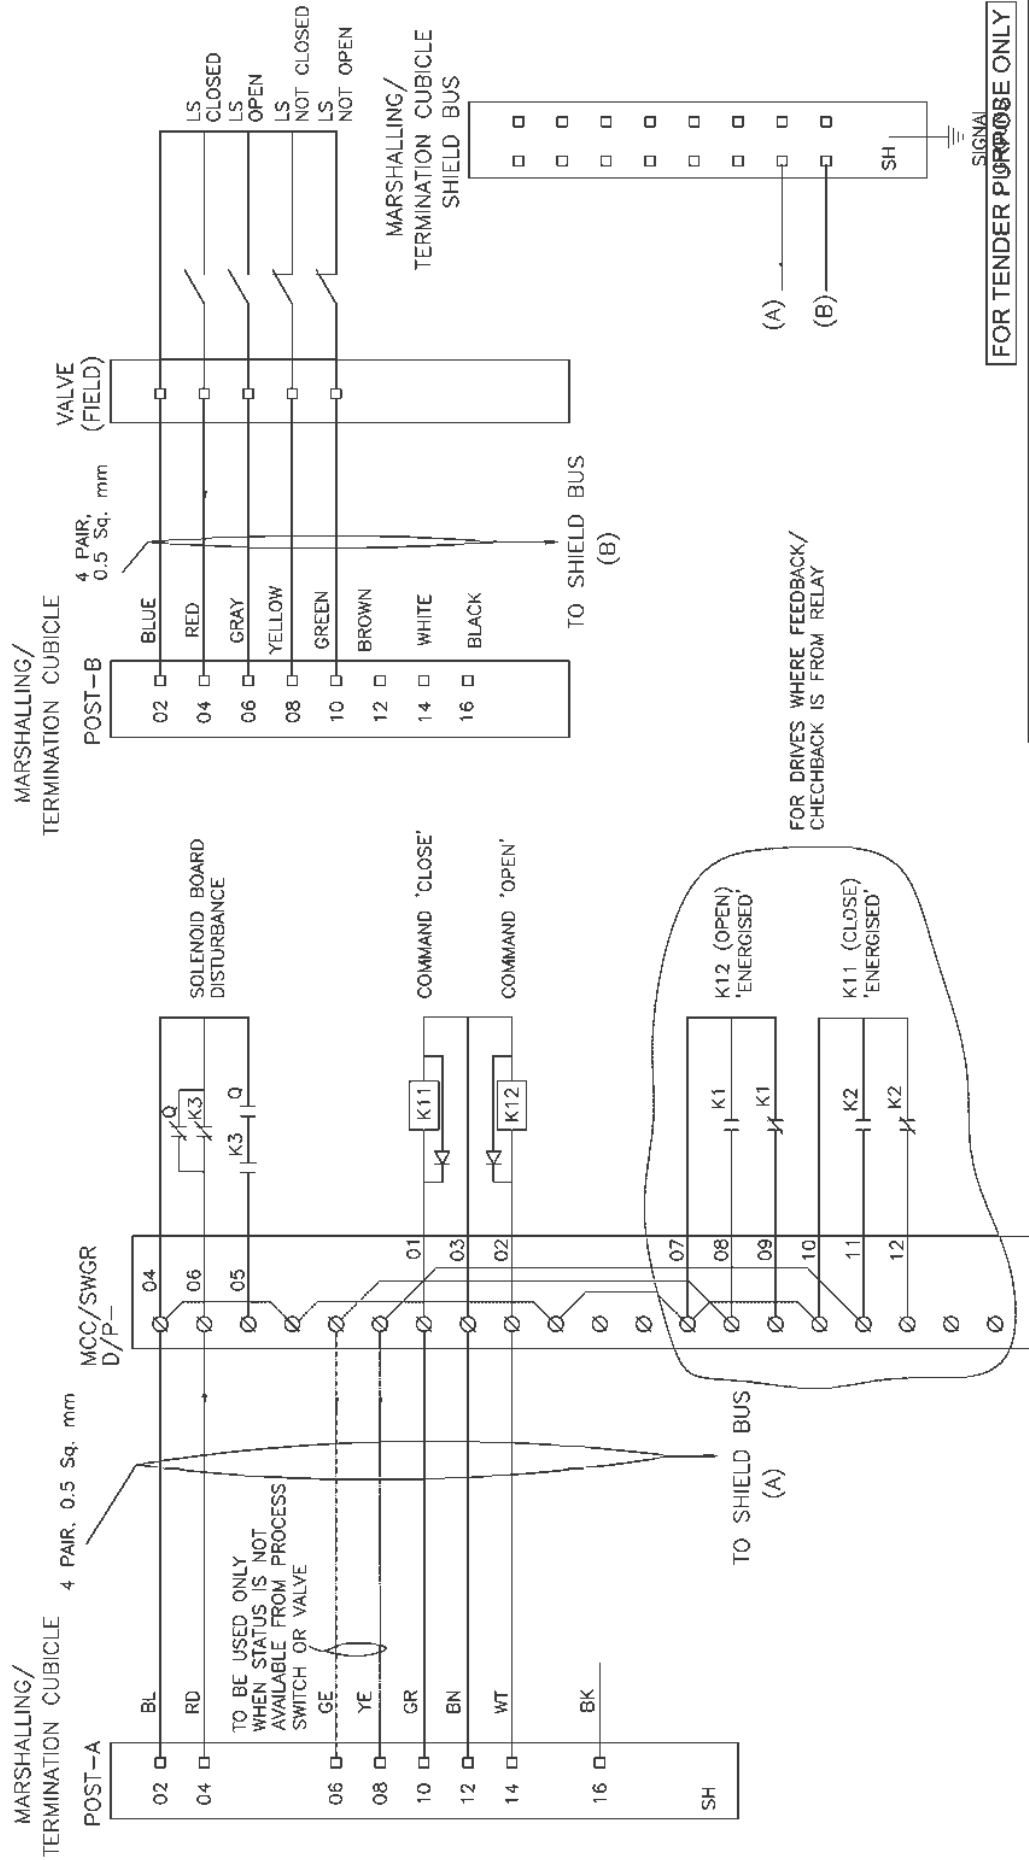 MARSHALLING/
TERMINATION CUBICLE
POST-A
02
04
06
08
10
12
14
16
SH
BL
RD
GE
YE
GR
BN
WT
BK
4 PAIR, 0.5 Sq. mm
TO BE USED ONLY
WHEN STATUS IS NOT
AVAILABLE FROM PROCESS
SWITCH OR VALVE
TO SHIELD BUS
(A)
MCC/SWGR
D/P-
04
06
05
01
03
02
07
08
09
10
11
12
Q
K3
K3
Q
SOLENOID BOARD
DISTURBANCE
K11
K12
COMMAND 'CLOSE'
COMMAND 'OPEN'
K1
K1
K12 (OPEN)
'ENERGISED'
K2
K2
K11 (CLOSE)
'ENERGISED'
FOR DRIVES WHERE FEEDBACK/
CHECHBACK IS FROM RELAY
MARSHALLING/
TERMINATION CUBICLE
POST-B
02
04
06
08
10
12
14
16
BLUE
RED
GRAY
YELLOW
GREEN
BROWN
WHITE
BLACK
4 PAIR,
0.5 Sq. mm
TO SHIELD BUS
(B)
VALVE
(FIELD)
LS
CLOSED
LS
OPEN
LS
NOT CLOSED
LS
NOT OPEN
MARSHALLING/
TERMINATION CUBICLE
SHIELD BUS
(A)
(B)
SH
SIGNAL
FOR TENDER PURPOSE ONLY